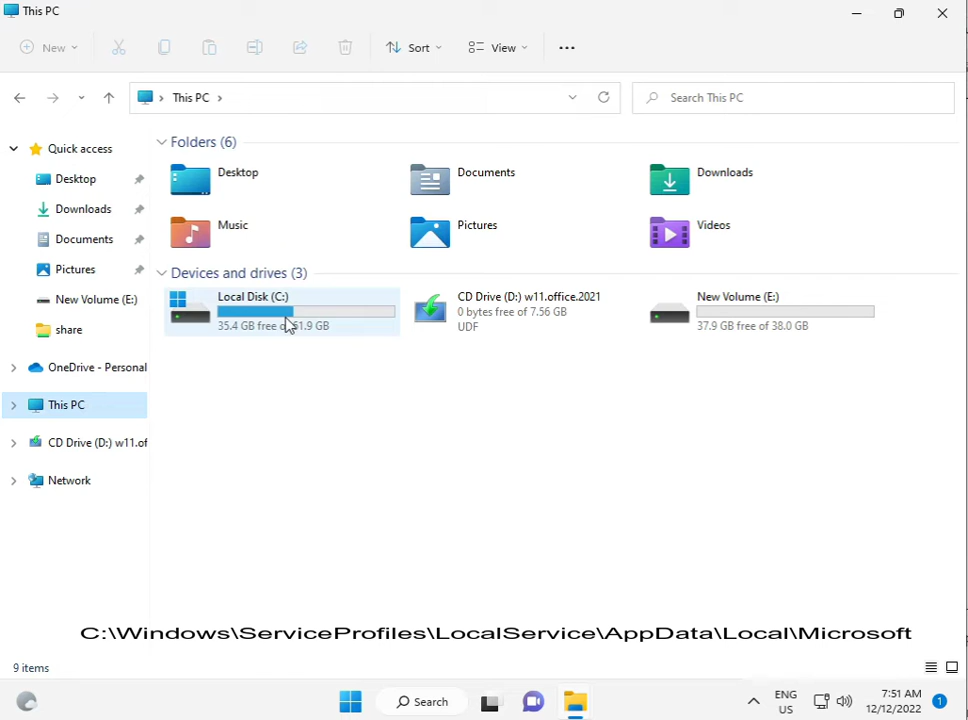 This PC
New
Sort
View
This PC
Search This PC
Quick access
Desktop
Downloads
Documents
Pictures
New Volume (E:)
share
OneDrive - Personal
This PC
CD Drive (D:) w11.of
Network
Folders (6)
Desktop
Documents
Downloads
Music
Pictures
Videos
Devices and drives (3)
Local Disk (C:)
35.4 GB free 61.9 GB
CD Drive (D:) w11.office.2021
0 bytes free of 7.56 GB
UDF
New Volume (E:)
37.9 GB free of 38.0 GB
C:\Windows\ServiceProfiles\LocalService\AppData\Local\Microsoft
9 items
Search
ENG
US
7:51 AM
12/12/2022
1